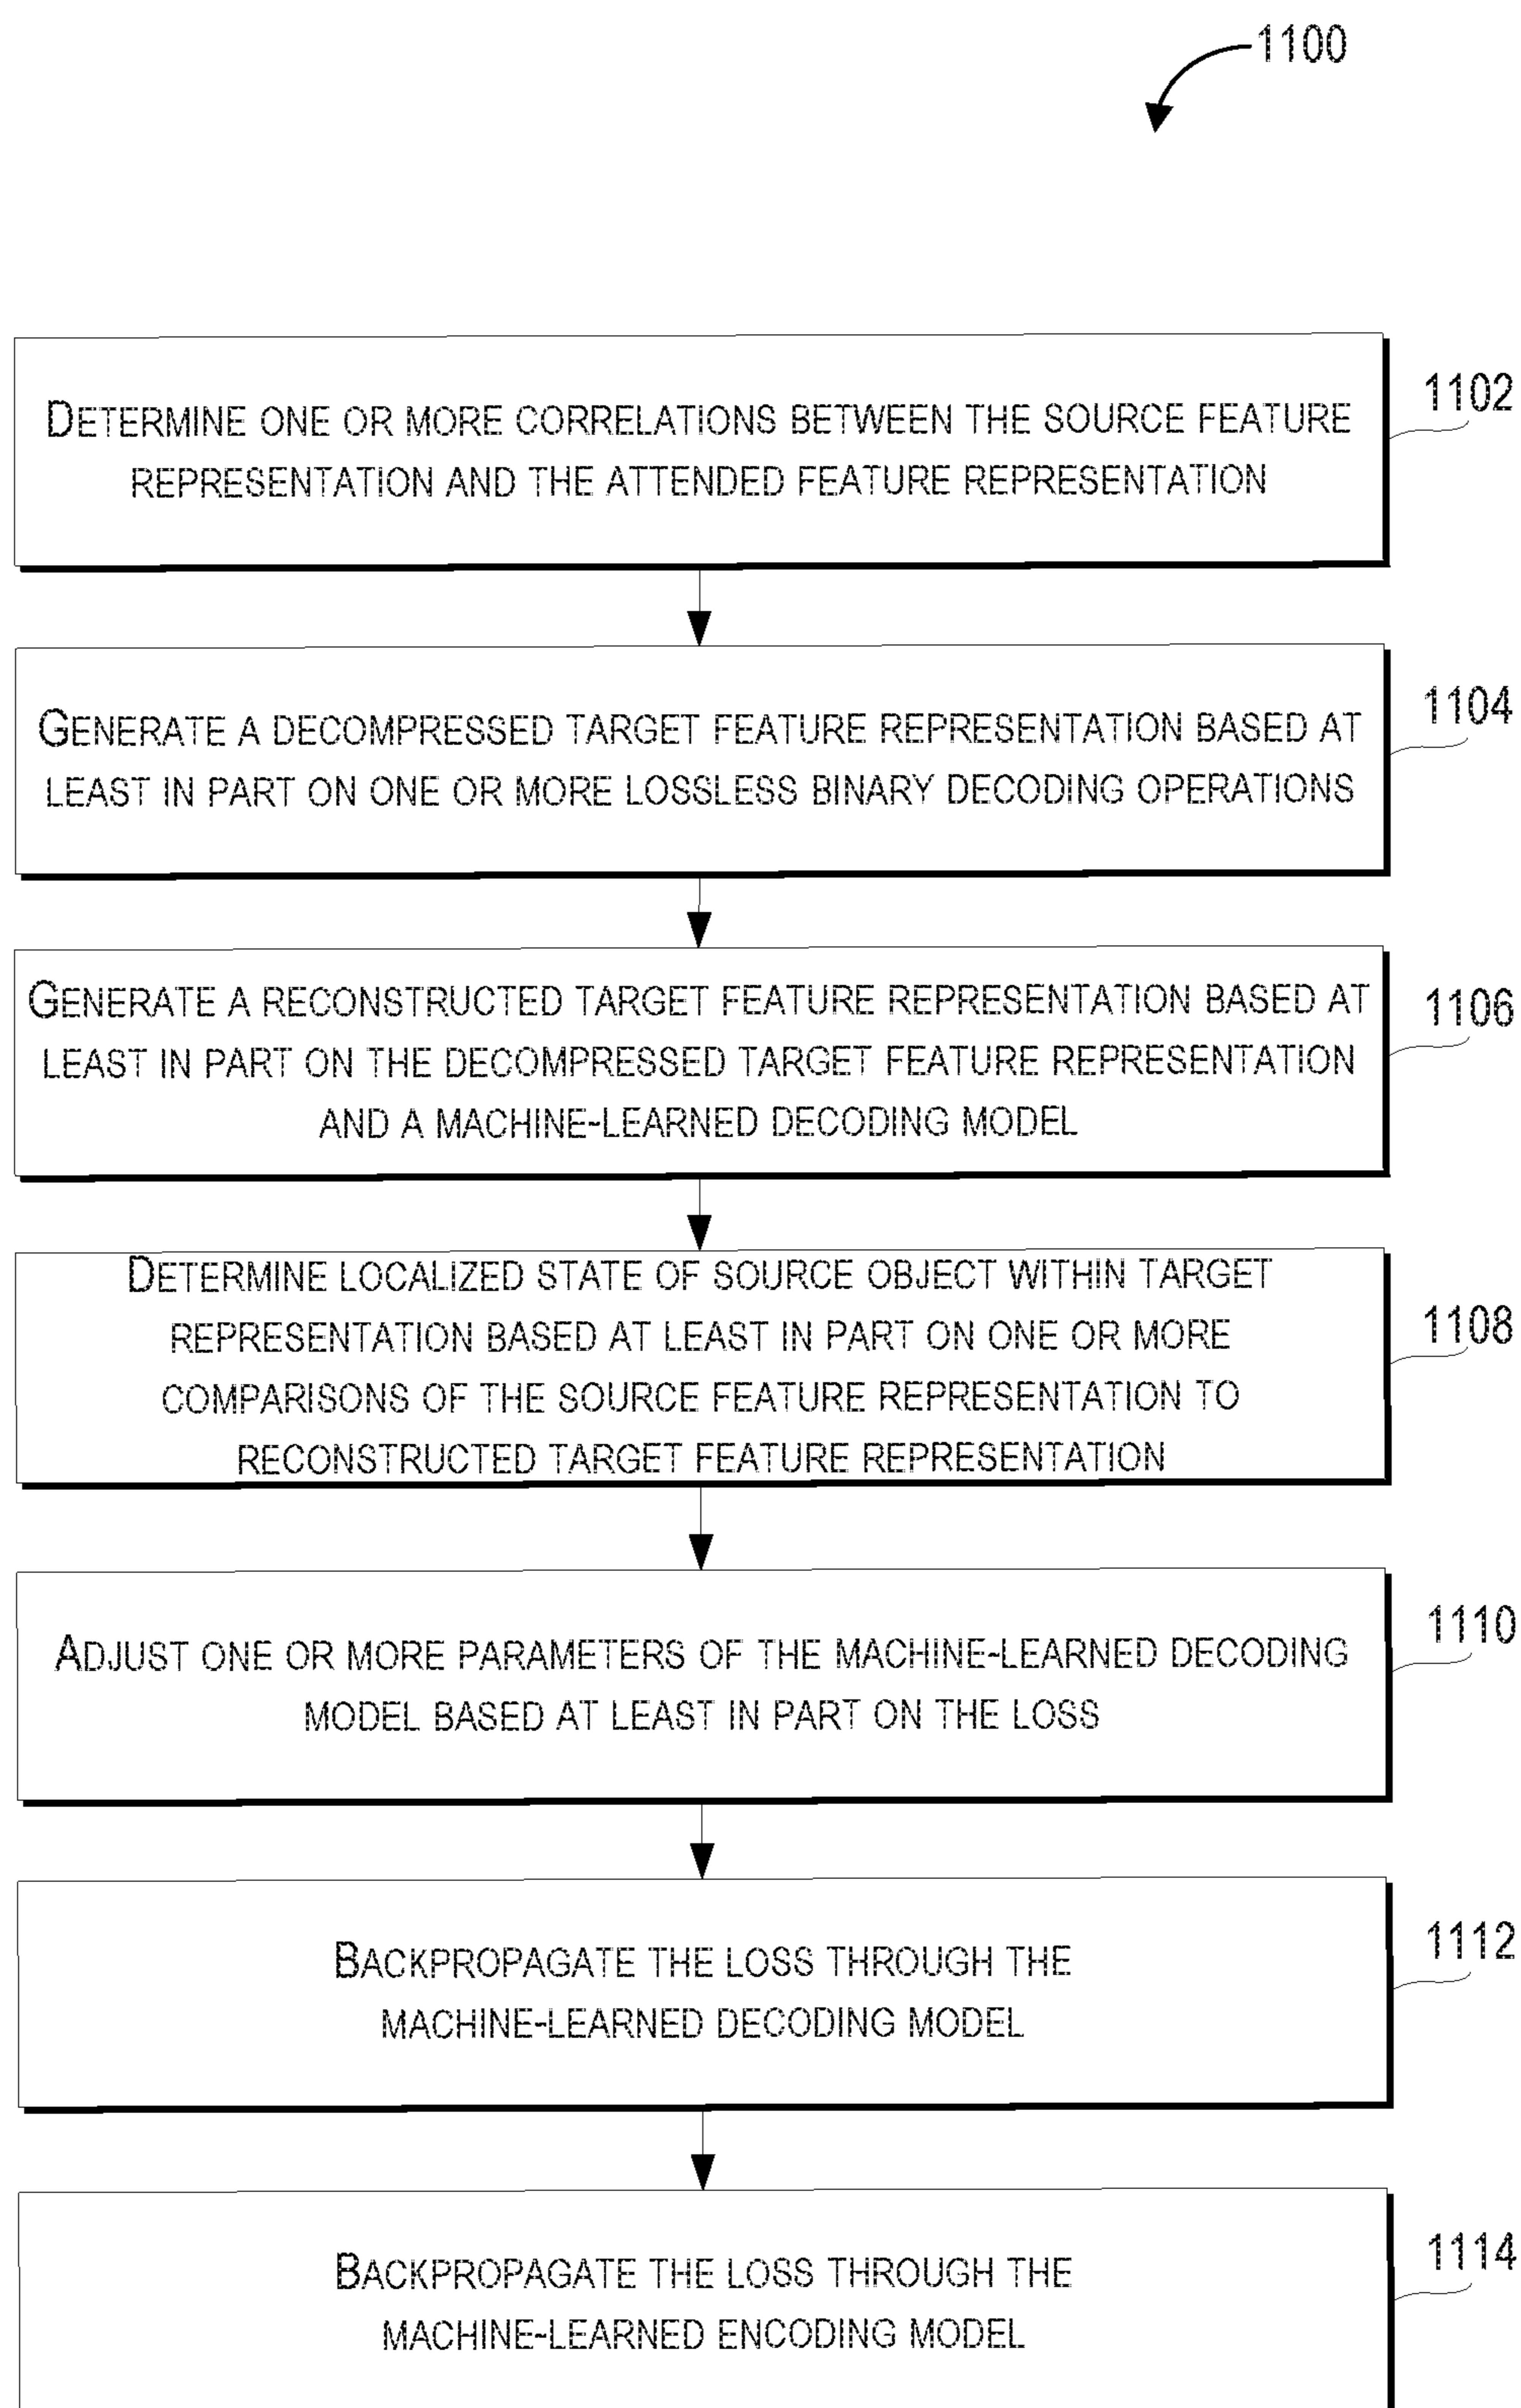 1100
DETERMINE ONE OR MORE CORRELATIONS BETWEEN THE SOURCE FEATURE
REPRESENTATION AND THE ATTENDED FEATURE REPRESENTATION
1102
GENERATE A DECOMPRESSED TARGET FEATURE REPRESENTATION BASED AT
LEAST IN PART ON ONE OR MORE LOSSLESS BINARY DECODING OPERATIONS
1104
GENERATE A RECONSTRUCTED TARGET FEATURE REPRESENTATION BASED AT
LEAST IN PART ON THE DECOMPRESSED TARGET FEATURE REPRESENTATION
AND A MACHINE-LEARNED DECODING MODEL
1106
DETERMINE LOCALIZED STATE OF SOURCE OBJECT WITHIN TARGET
REPRESENTATION BASED AT LEAST IN PART ON ONE OR MORE
COMPARISONS OF THE SOURCE FEATURE REPRESENTATION TO
RECONSTRUCTED TARGET FEATURE REPRESENTATION
1108
ADJUST ONE OR MORE PARAMETERS OF THE MACHINE-LEARNED DECODING
MODEL BASED AT LEAST IN PART ON THE LOSS
1110
BACKPROPAGATE THE LOSS THROUGH THE
MACHINE-LEARNED DECODING MODEL
1112
BACKPROPAGATE THE LOSS THROUGH THE
MACHINE-LEARNED ENCODING MODEL
1114